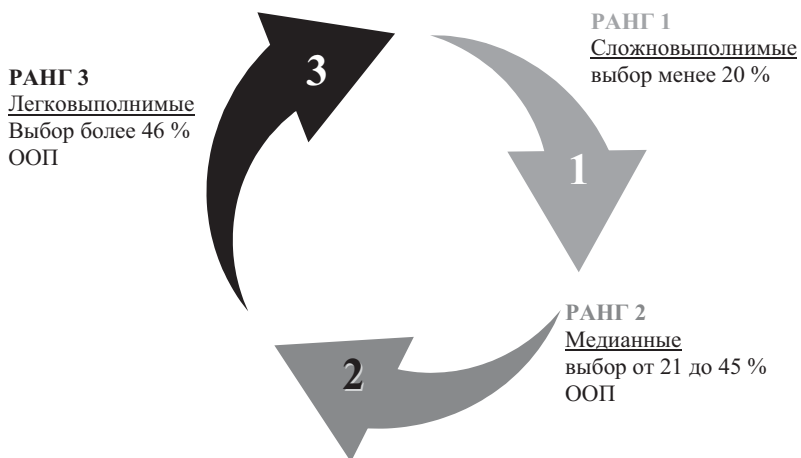 РАНГ 1
Сложновыполнимые
выбор менее 20 %
1
РАНГ 2
Медианные
выбор от 21 до 45 %
ООП
2
РАНГ 3
Легковыполнимые
Выбор более 46 %
ООП
3